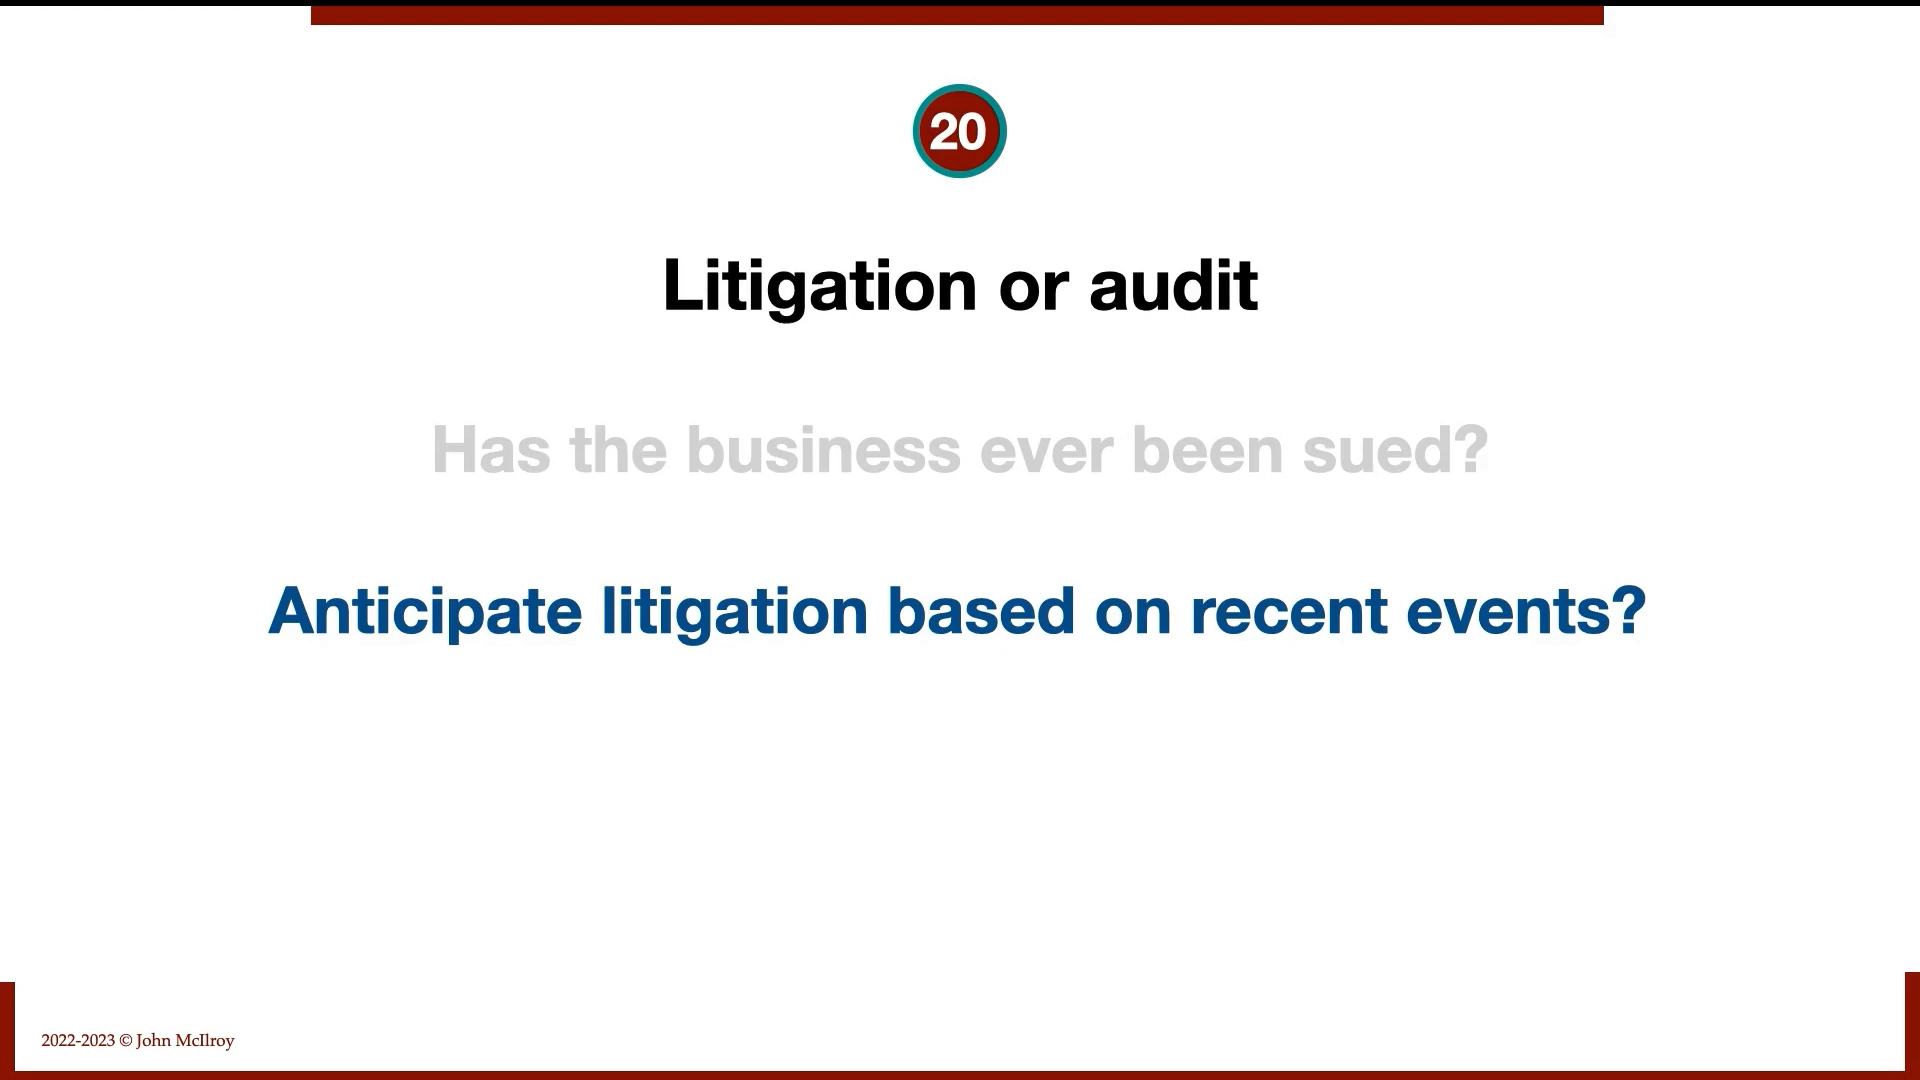 20
Litigation or audit
Has the business ever been sued?
Anticipate litigation based on recent events?
2022-2023 © John McIlroy